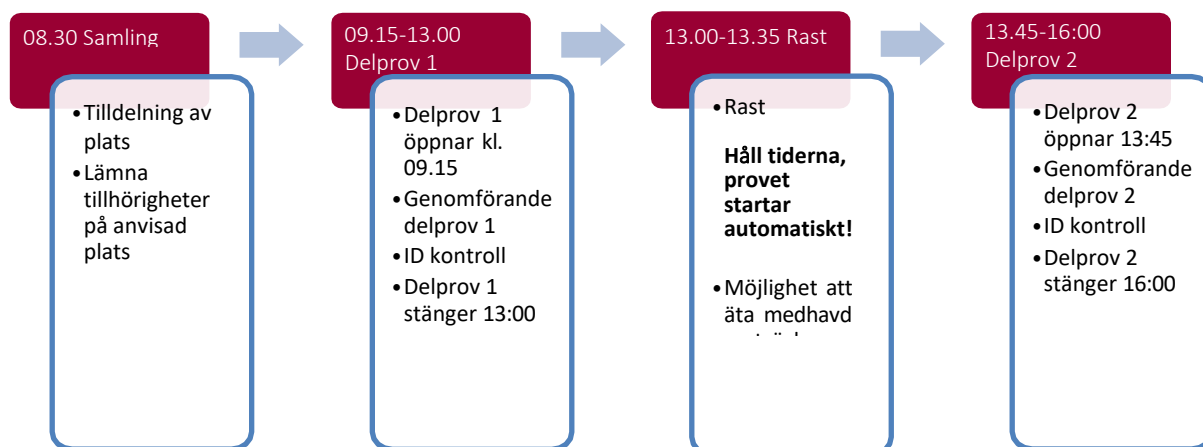 08.30 Samling
• Tilldelning av
plats
• Lämna
tillhörigheter
på anvisad
plats
09.15-13.00
Delprov 1
• Delprov 1
öppnar kl.
09.15
• Genomförande
delprov 1
• ID kontroll
• Delprov 1
stänger 13:00
13.00-13.35 Rast
• Rast
Håll tiderna,
provet
startar
automatiskt!
• Möjlighet att
äta medhavd
13.45-16:00
Delprov 2
• Delprov 2
öppnar 13:45
• Genomförande
delprov 2
• ID kontroll
• Delprov 2
stänger 16:00